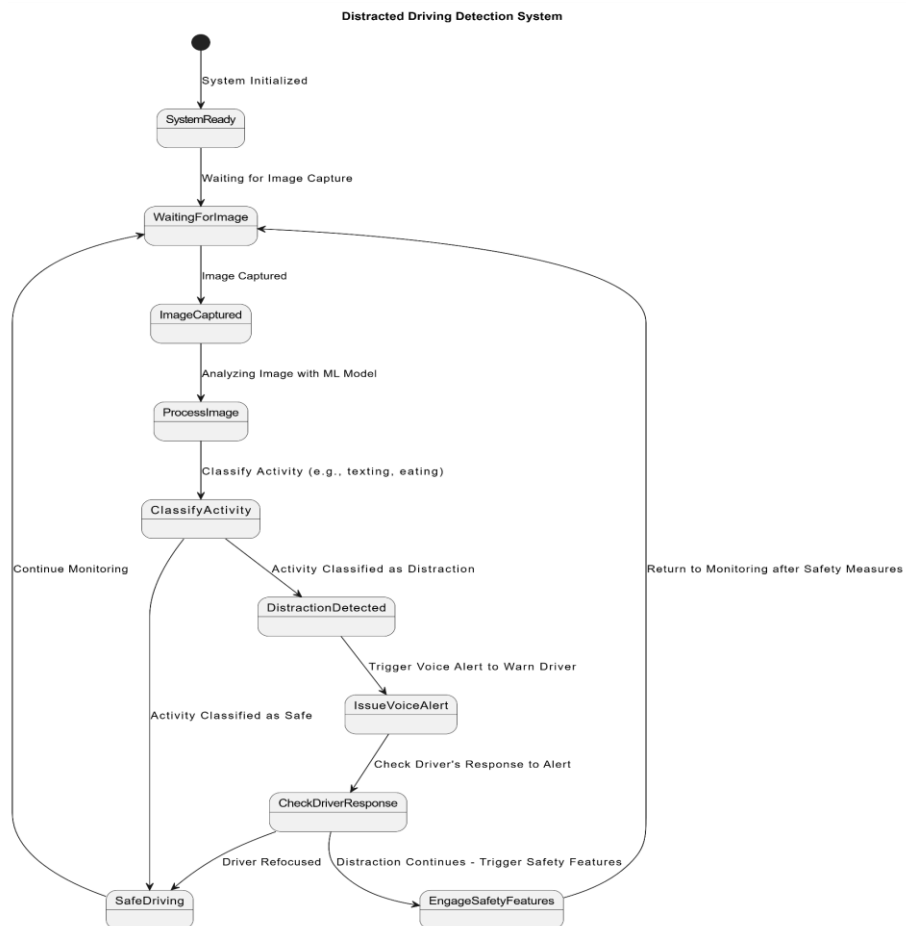 Distracted Driving Detection System
System Initialized
SystemReady
Waiting for Image Capture
WaitingForImage
Image Captured
ImageCaptured
Analyzing Image with ML Model
ProcessImage
Classify Activity (e.g., texting, eating)
ClassifyActivity
Continue Monitoring
Activity Classified as Distraction
Return to Monitoring after Safety Measures
DistractionDetected
Trigger Voice Alert to Warn Driver
IssueVoiceAlert
Activity Classified as Safe
Check Driver's Response to Alert
CheckDriverResponse
Driver Refocused
Distraction Continues - Trigger Safety Features
SafeDriving
EngageSafetyFeatures